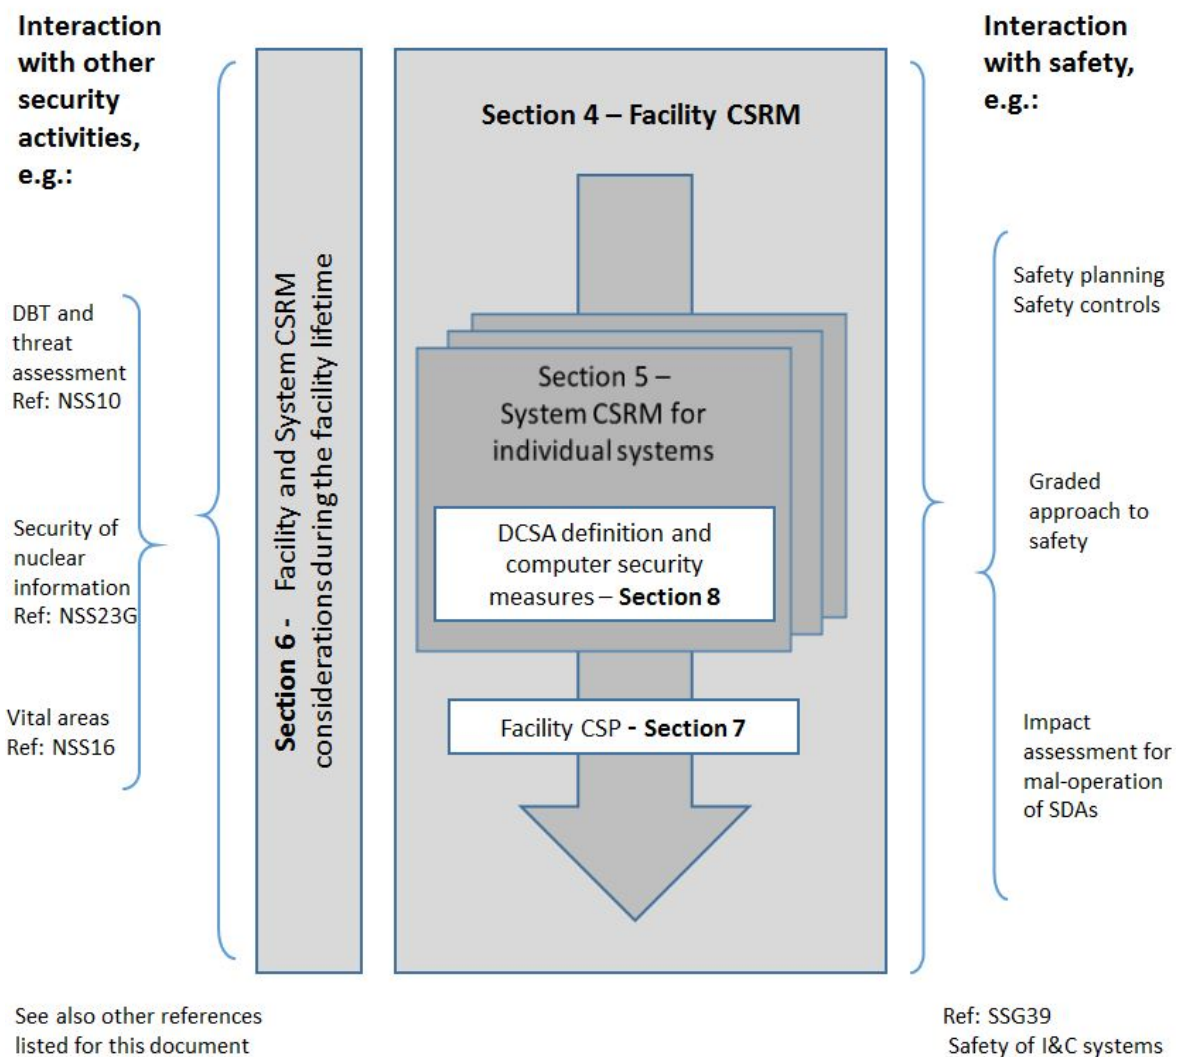 Interaction
with other
security
activities,
e.g.:
DBT and
threat
assessment
Ref: NSS10
Security of
nuclear
information
Ref: NSS23G
Vital areas
Ref: NSS16
See also other references
listed for this document
Section 6 - Facility and System CSRM
considerations during the facility lifetime
Section 4 – Facility CSRM
Section 5 –
System CSRM for
individual systems
DCSA definition and
computer security
measures – Section 8
Facility CSP - Section 7
Interaction
with safety,
e.g.:
Safety planning
Safety controls
Graded
approach to
safety
Impact
assessment for
mal-operation
of SDAs
Ref: SSG39
Safety of I&C systems